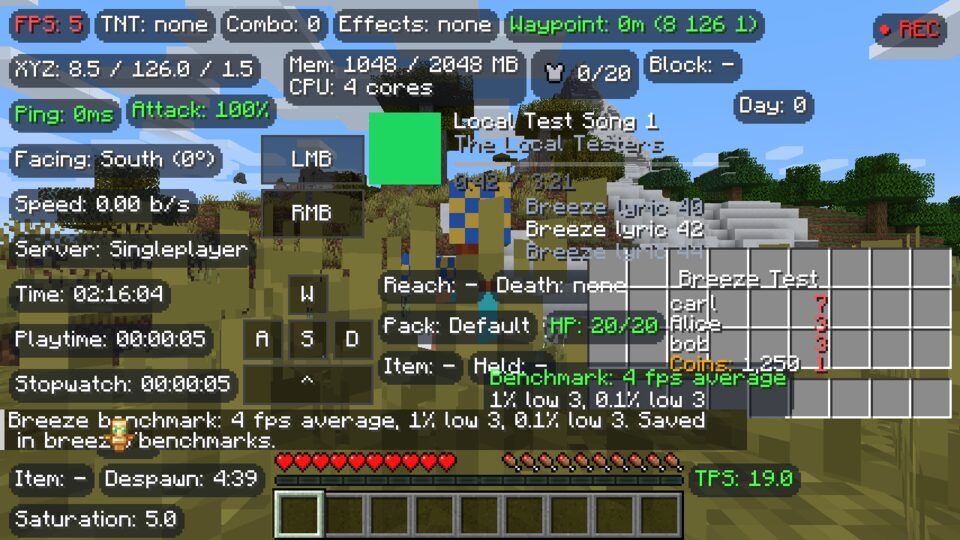 FPS: 5 TNT: none Combo: 0 Effects: none Waypoint: 0m (8 126 1) REC
XYZ: 8.5 / 126.0 / 1.5 Mem: 1048 / 2048 MB 0/20 Block: -
CPU: 4 cores
Day: 0
Ping: 0ms Attack: 100%
Local Test Song 1
The Local Testers
Facing: South (0°) LMB
0:42 / 3:21
Speed: 0.00 b/s RMB
Breeze lyric 40
Breeze lyric 42
Breeze lyric 44
Server: Singleplayer
Breeze Test
Reach: - Death: none
Time: 02:16:04 W
carl 7
Alice 3
bob 3
Coins: 1,250 1
Pack: Default HP: 20/20
Playtime: 00:00:05 A S D
Item: - Held: -
Stopwatch: 00:00:05 ^
Benchmark: 4 fps average
1% low 3, 0.1% low 3
Breeze benchmark: 4 fps average, 1% low 3, 0.1% low 3. Saved
in breeze benchmarks.
Item: - Despawn: 4:39 TPS: 19.0
Saturation: 5.0